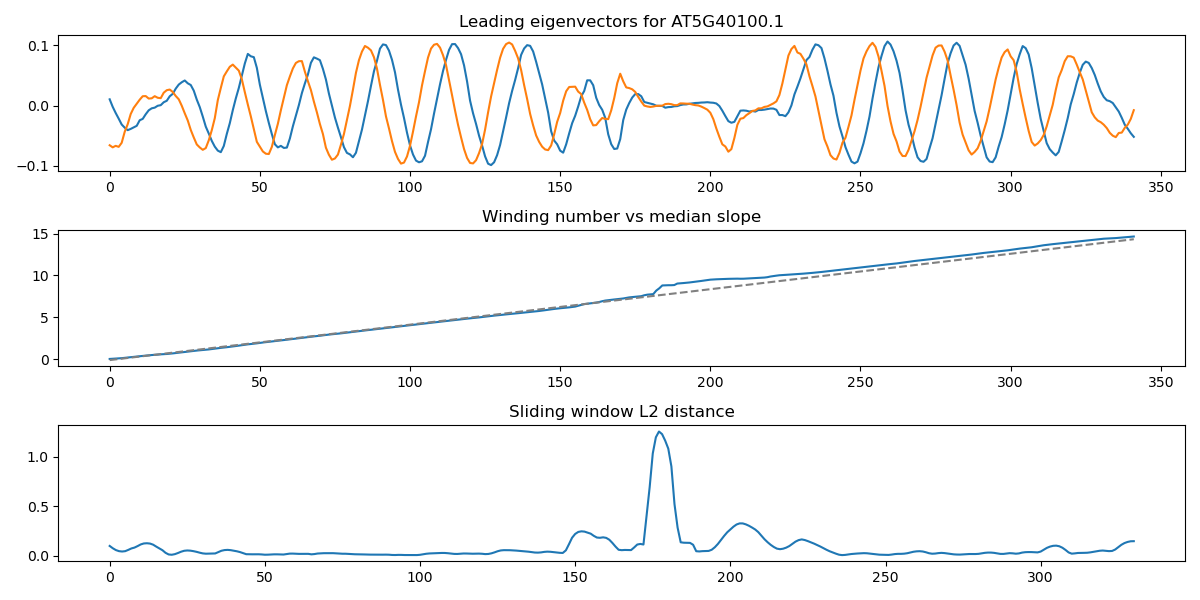 Leading eigenvectors for AT5G40100.1
0.1
0.0
−0.1
0 50 100 150 200 250 300 350
Winding number vs median slope
15
10
5
0
0 50 100 150 200 250 300 350
Sliding window L2 distance
1.0
0.5
0.0
0 50 100 150 200 250 300